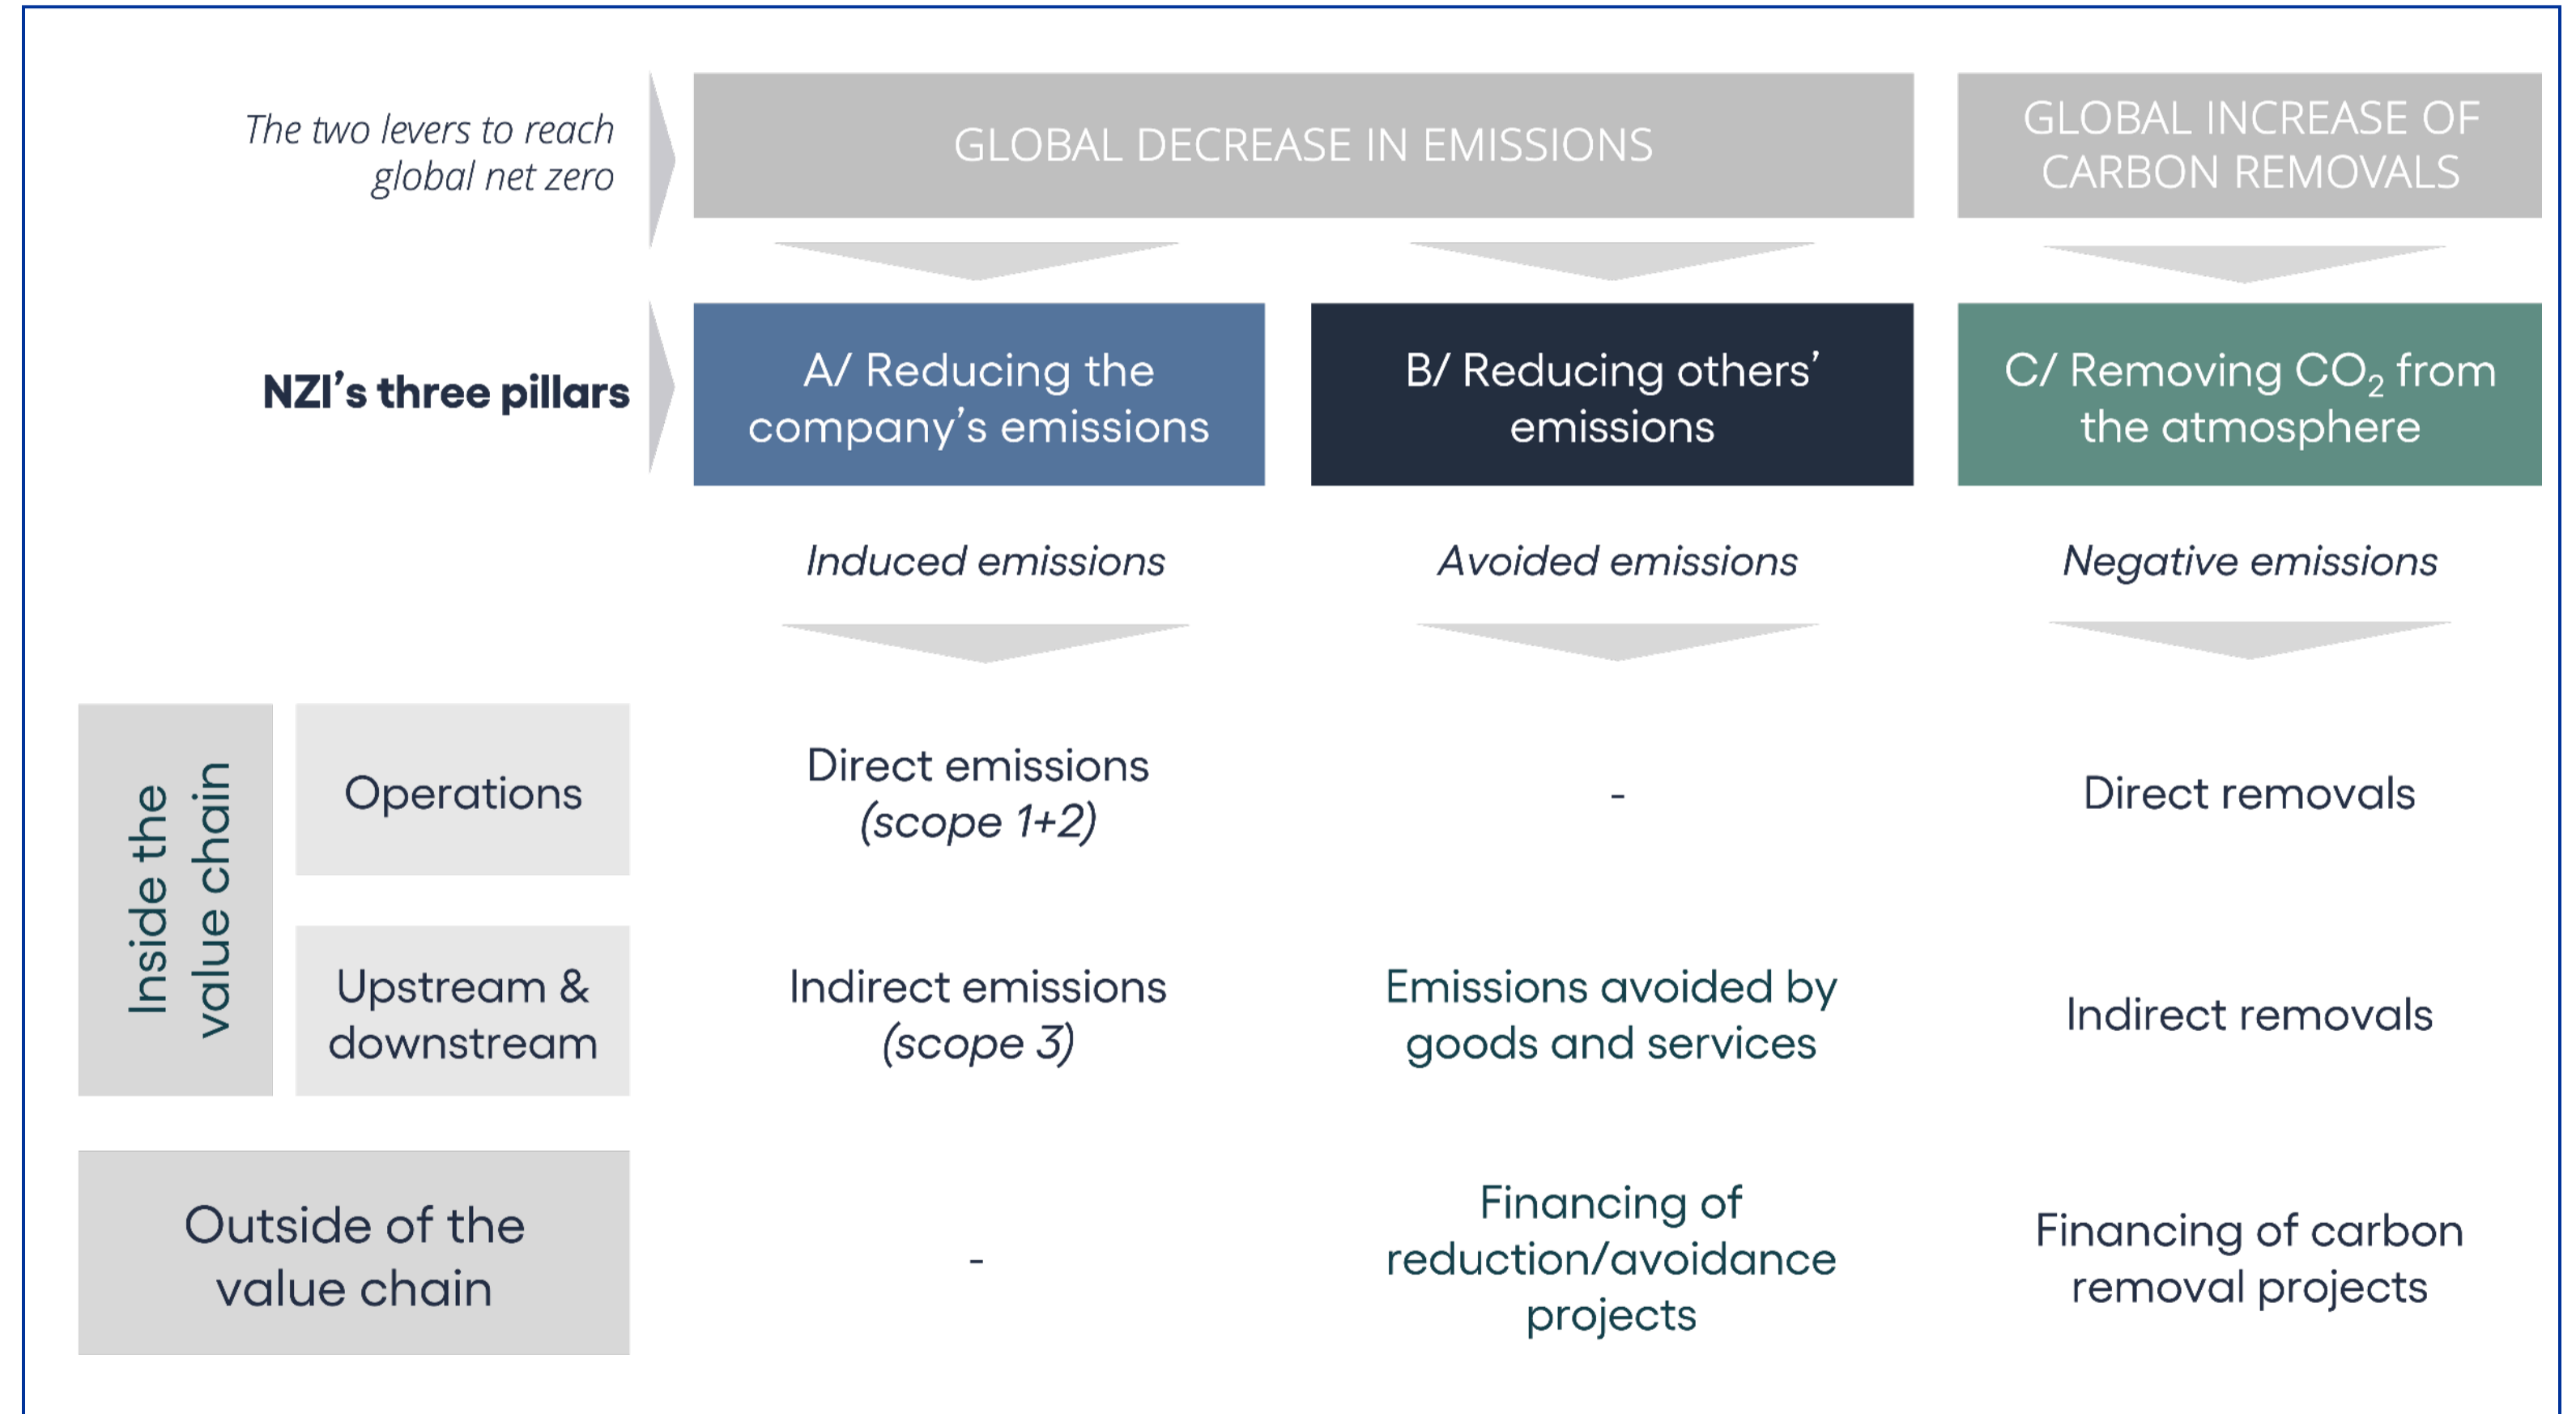 The two levers to reach
global net zero
GLOBAL DECREASE IN EMISSIONS
GLOBAL INCREASE OF
CARBON REMOVALS
NZI’s three pillars
A/ Reducing the
company’s emissions
B/ Reducing others’
emissions
C/ Removing CO₂ from
the atmosphere
Induced emissions
Avoided emissions
Negative emissions
Inside the
value chain
Operations
Direct emissions
(scope 1+2)
-
Direct removals
Upstream &
downstream
Indirect emissions
(scope 3)
Emissions avoided by
goods and services
Indirect removals
Outside of the
value chain
-
Financing of
reduction/avoidance
projects
Financing of carbon
removal projects